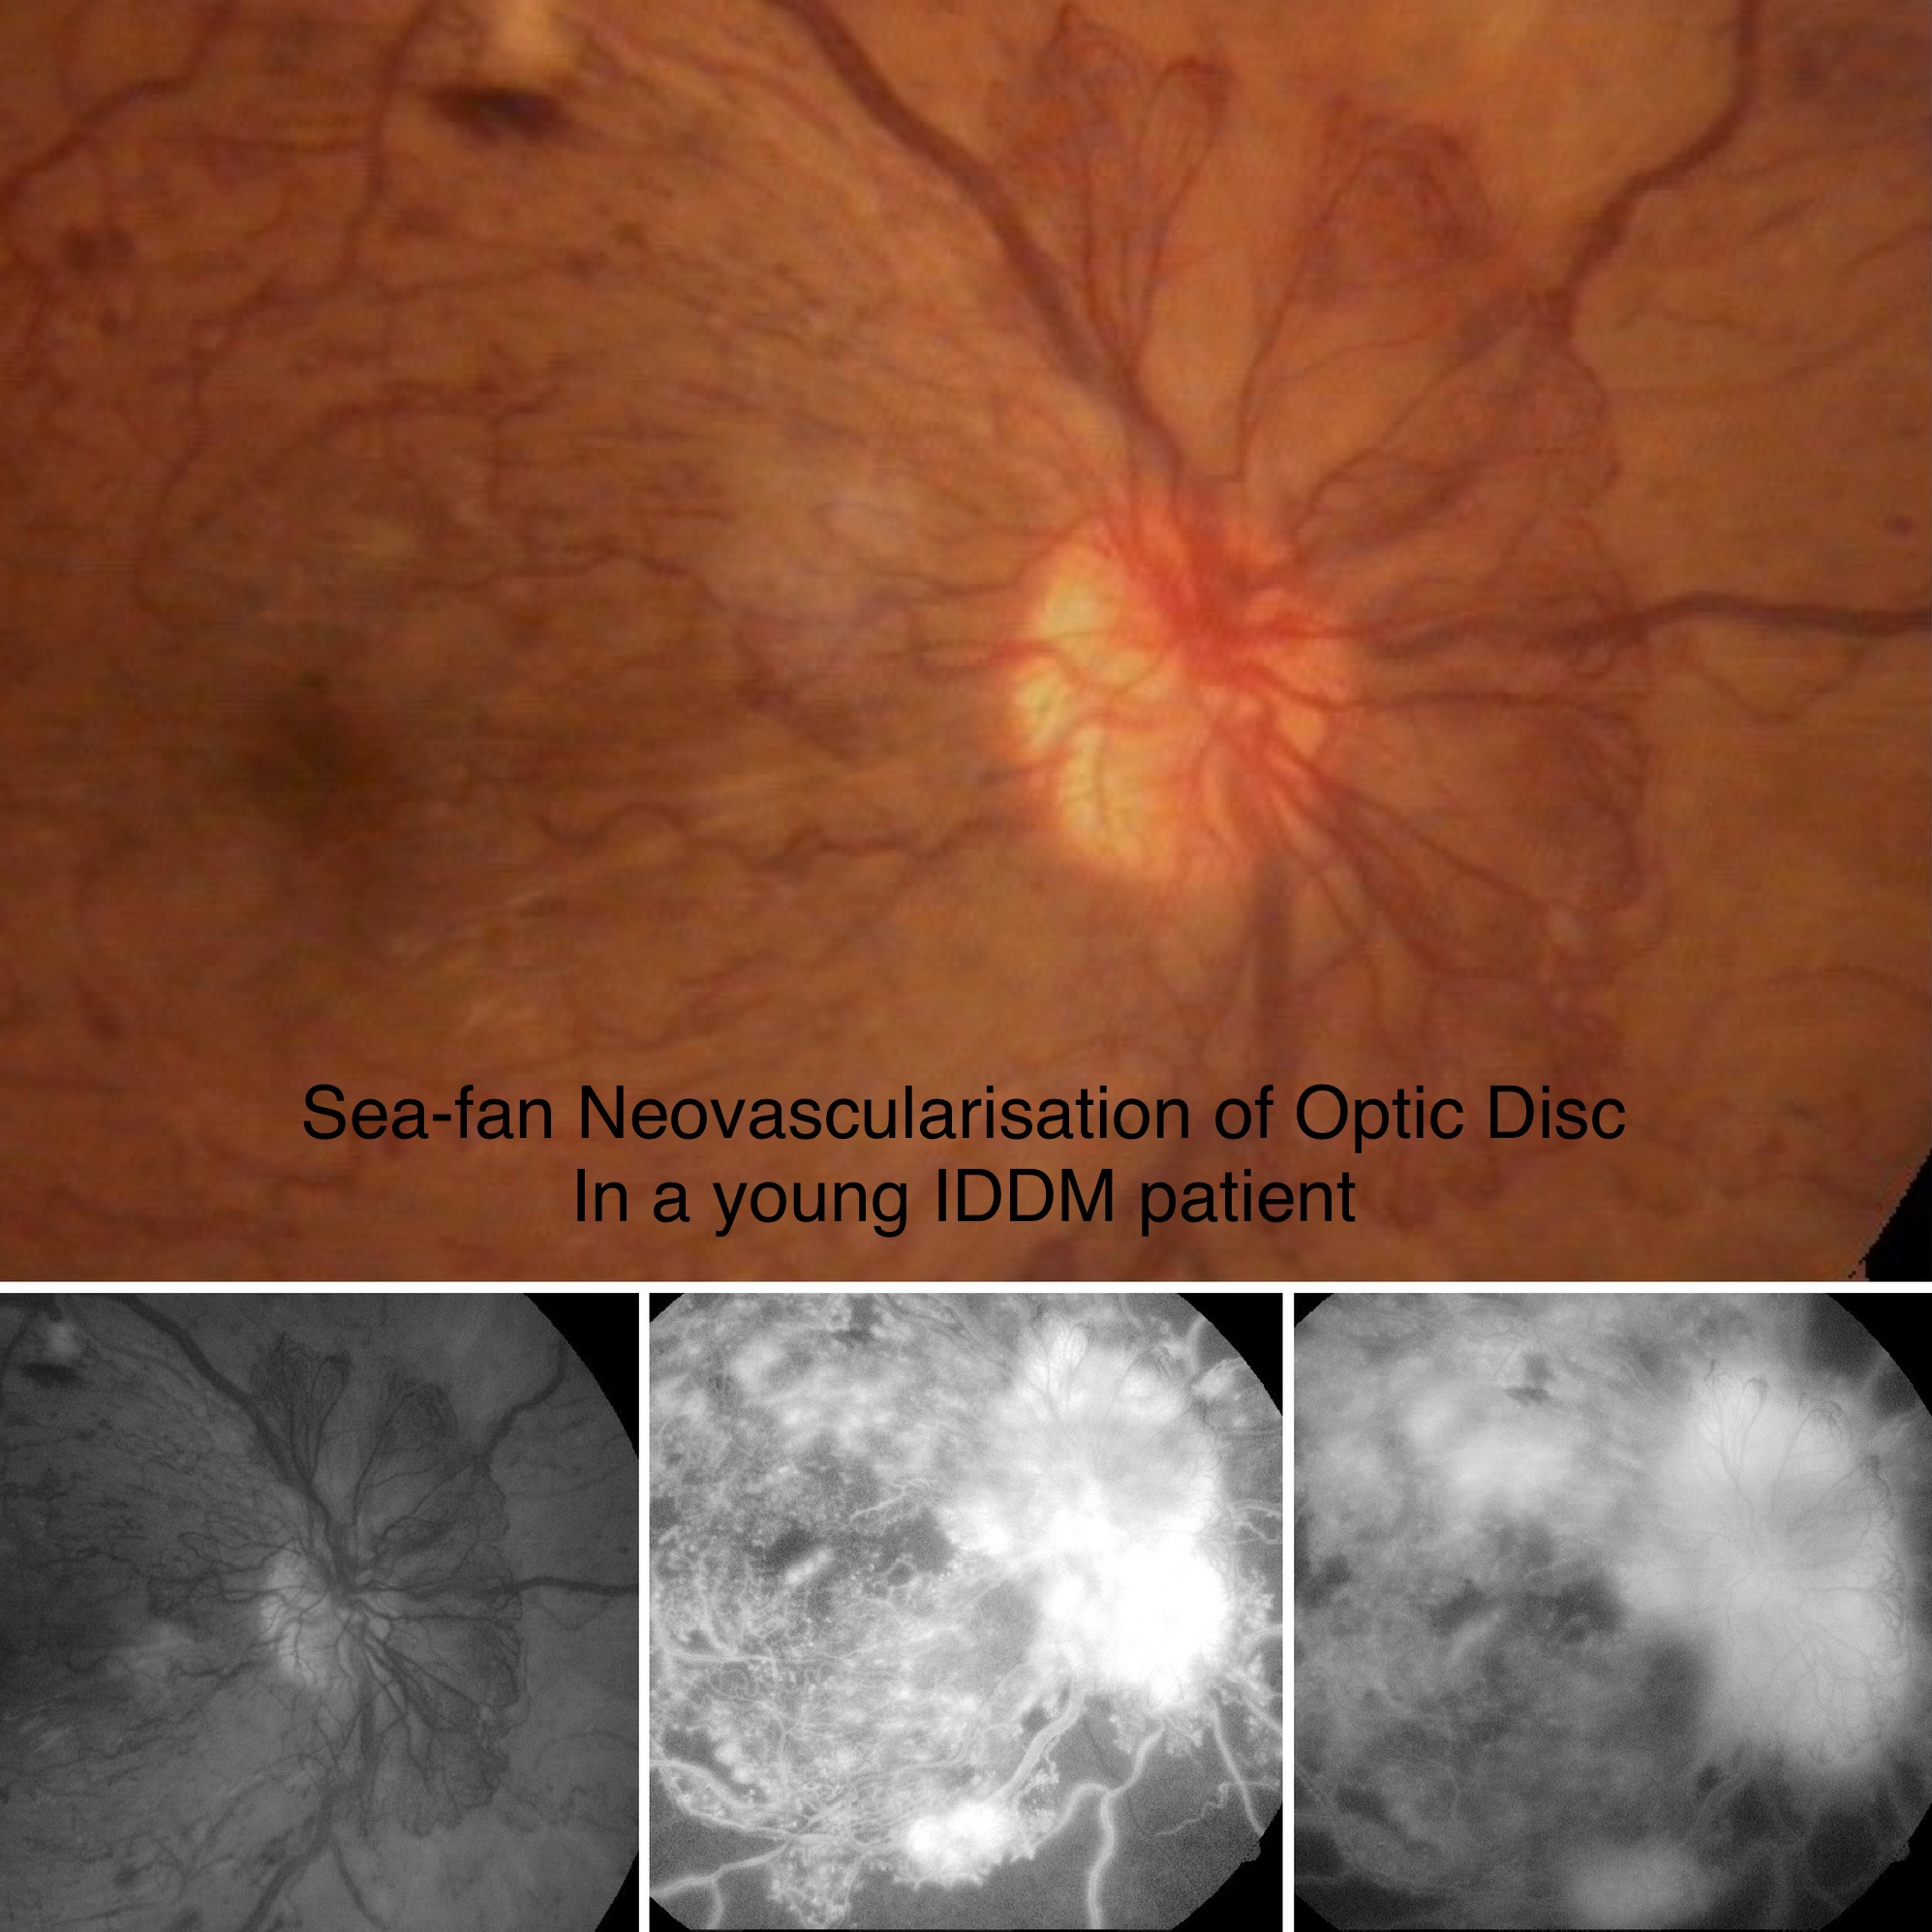 Sea-fan Neovascularisation of Optic Disc
In a young IDDM patient